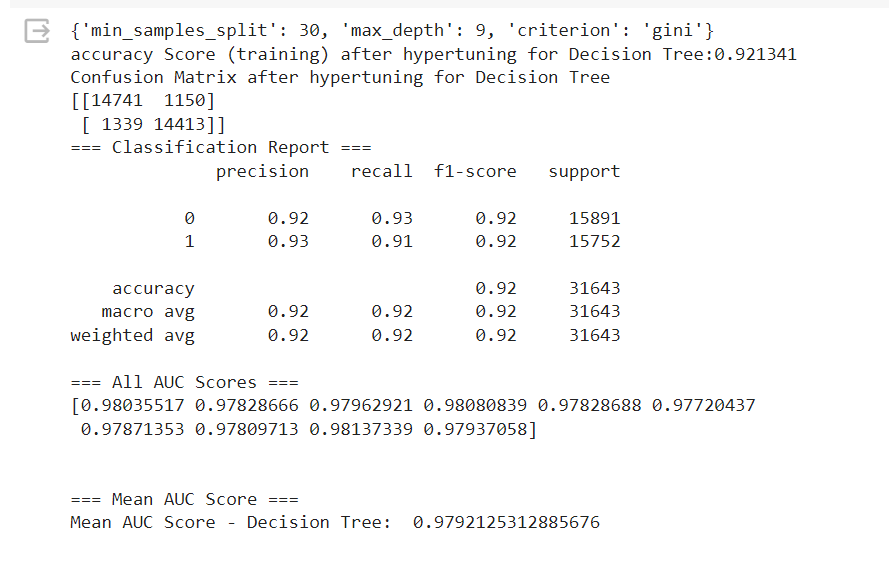 {'min_samples_split': 30, 'max_depth': 9, 'criterion': 'gini'}
accuracy Score (training) after hypertuning for Decision Tree:0.921341
Confusion Matrix after hypertuning for Decision Tree
[[14741  1150]
 [ 1339 14413]]
=== Classification Report ===
              precision    recall  f1-score   support
           0       0.92      0.93      0.92     15891
           1       0.93      0.91      0.92     15752
    accuracy                           0.92     31643
   macro avg       0.92      0.92      0.92     31643
weighted avg       0.92      0.92      0.92     31643
=== All AUC Scores ===
[0.98035517 0.97828666 0.97962921 0.98080839 0.97828688 0.97720437
 0.97871353 0.97809713 0.98137339 0.97937058]
=== Mean AUC Score ===
Mean AUC Score - Decision Tree:  0.9792125312885676